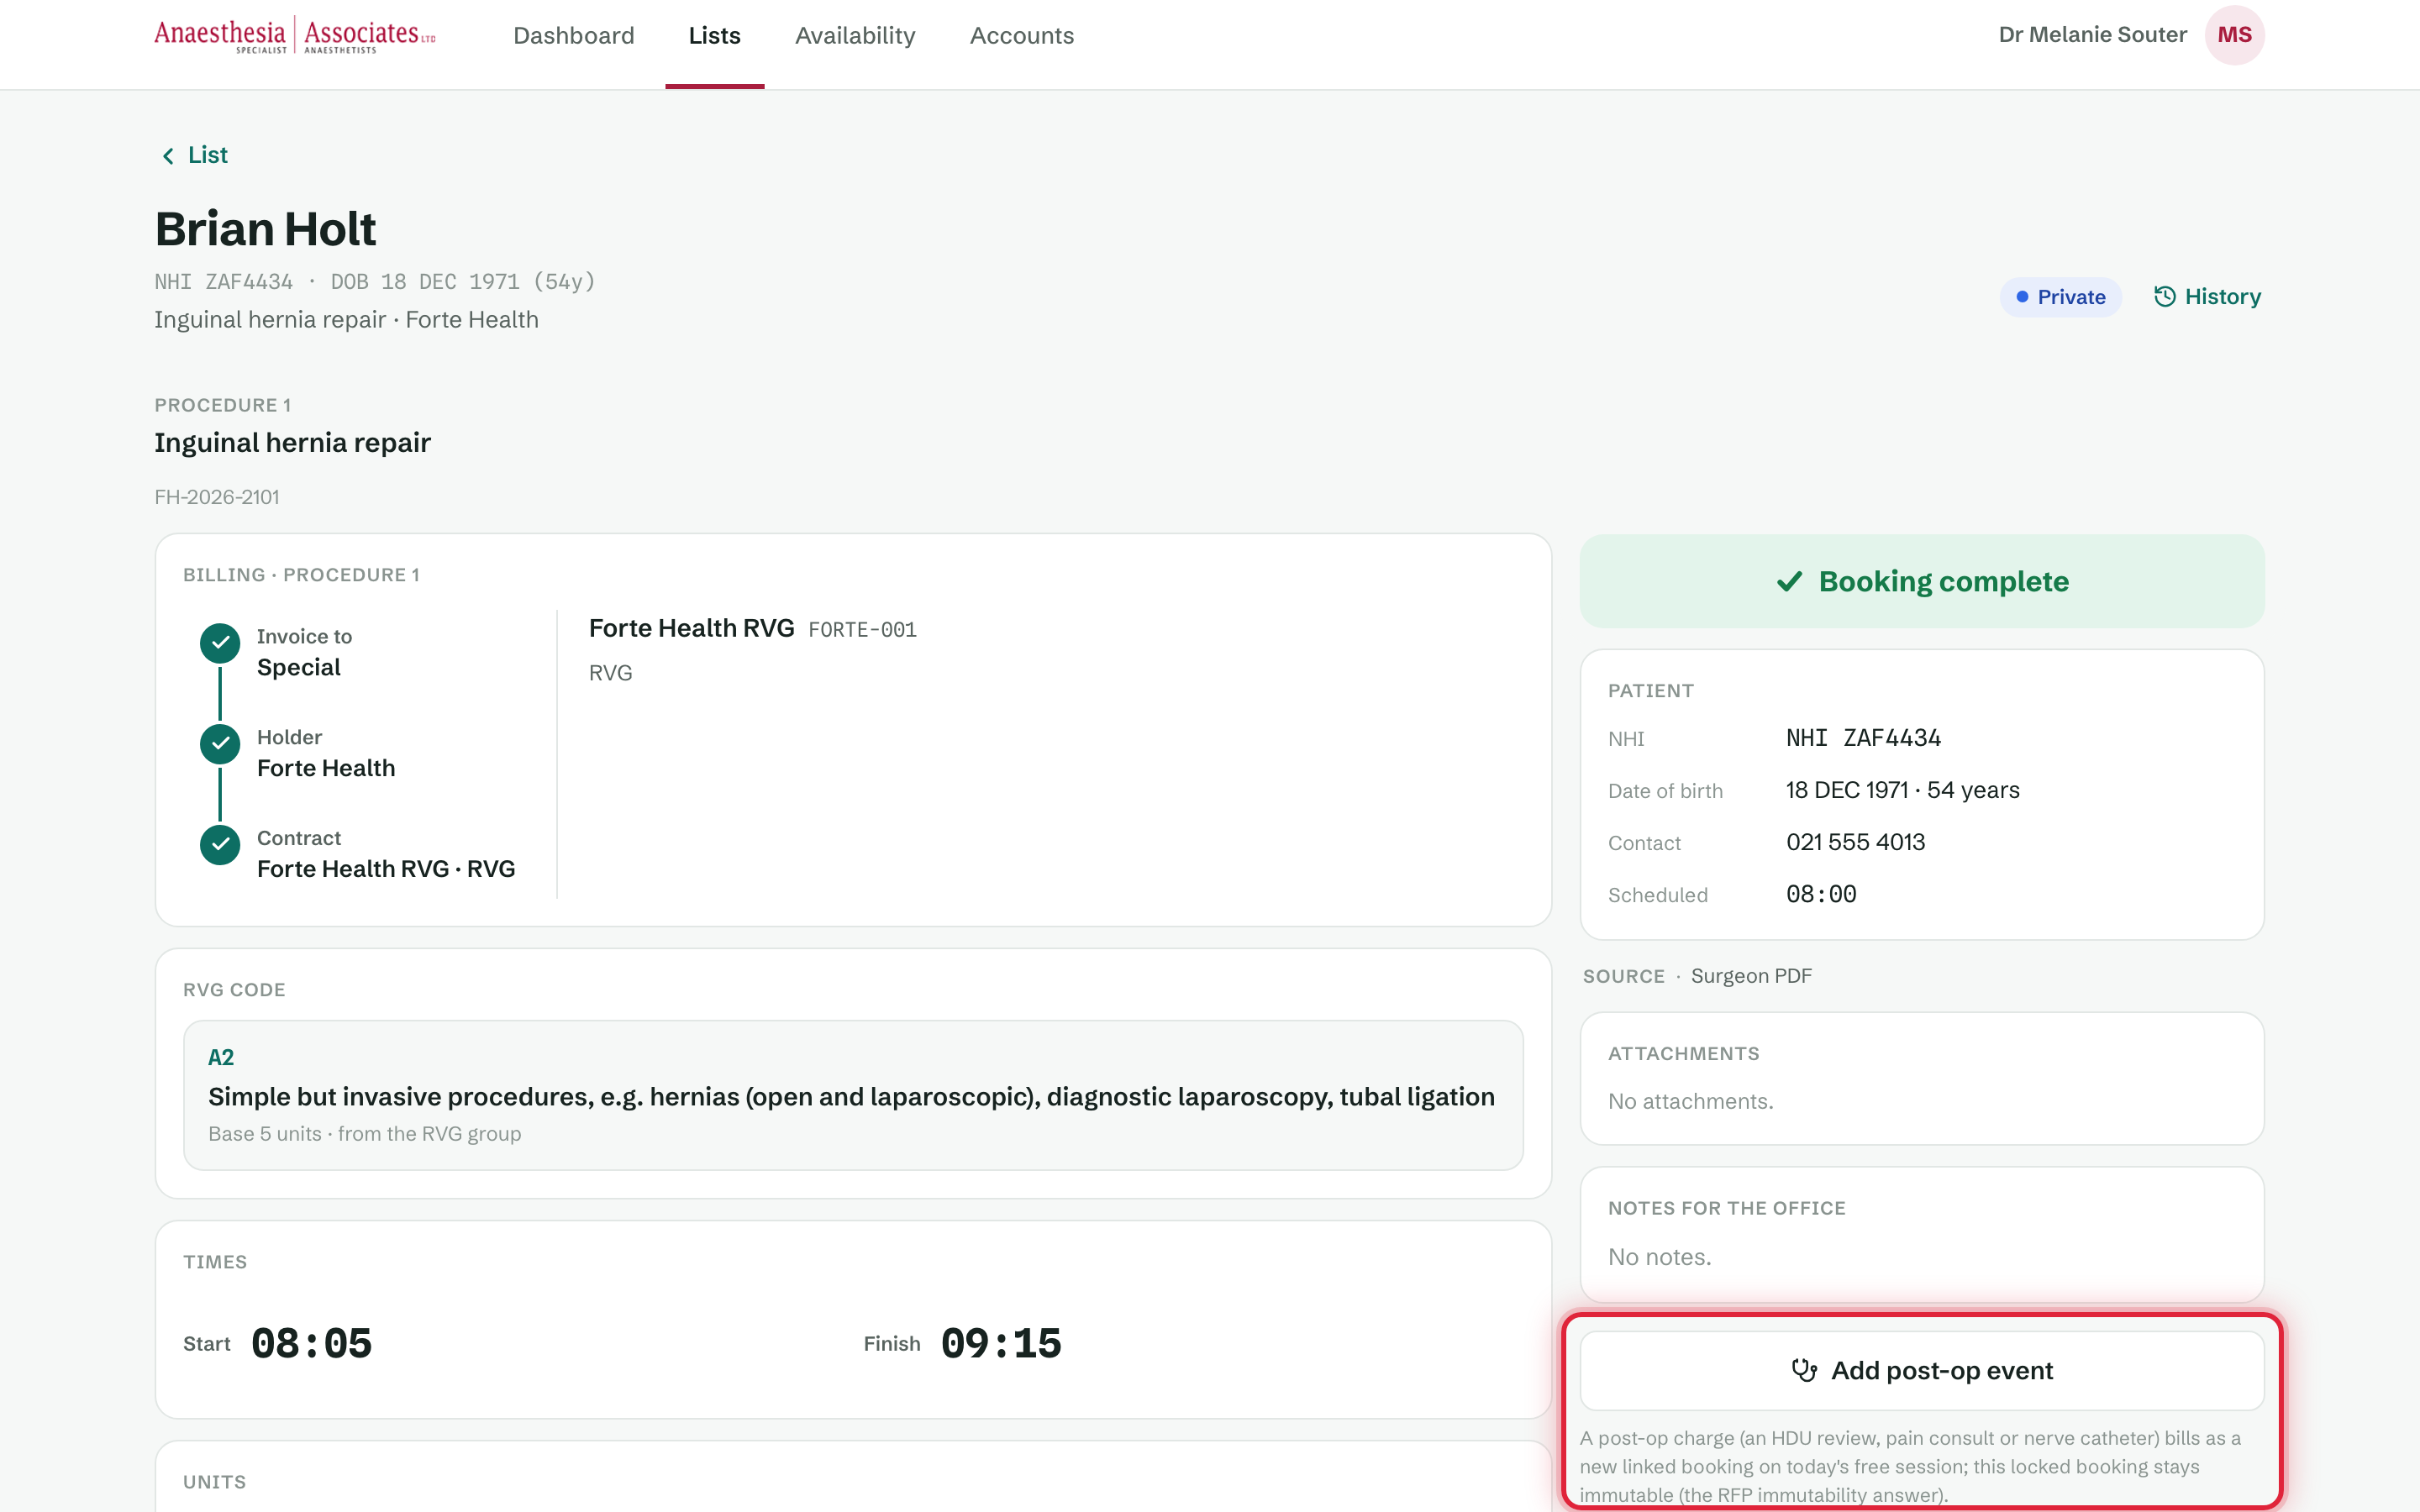 Anaesthesia Associates LTD
SPECIALIST ANAESTHETISTS
Dashboard
Lists
Availability
Accounts
Dr Melanie Souter
MS
List
Brian Holt
NHI ZAF4434 · DOB 18 DEC 1971 (54y)
Inguinal hernia repair · Forte Health
Private
History
PROCEDURE 1
Inguinal hernia repair
FH-2026-2101
BILLING · PROCEDURE 1
Invoice to
Special
Holder
Forte Health
Contract
Forte Health RVG · RVG
Forte Health RVG FORTE-001
RVG
RVG CODE
A2
Simple but invasive procedures, e.g. hernias (open and laparoscopic), diagnostic laparoscopy, tubal ligation
Base 5 units · from the RVG group
TIMES
Start 08:05
Finish 09:15
UNITS
Booking complete
PATIENT
NHI NHI ZAF4434
Date of birth 18 DEC 1971 · 54 years
Contact 021 555 4013
Scheduled 08:00
SOURCE · Surgeon PDF
ATTACHMENTS
No attachments.
NOTES FOR THE OFFICE
No notes.
Add post-op event
A post-op charge (an HDU review, pain consult or nerve catheter) bills as a
new linked booking on today's free session; this locked booking stays
immutable (the RFP immutability answer).